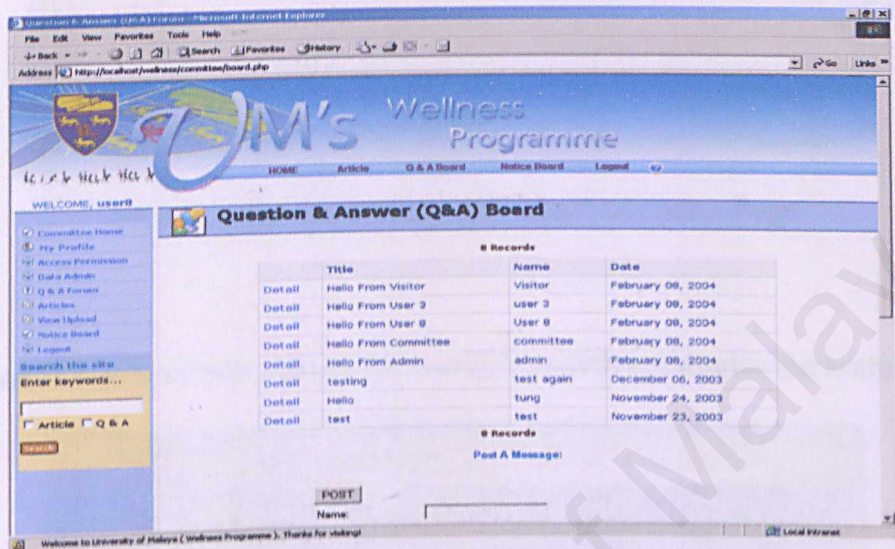 Question & Answer (Q&A) Forum - Microsoft Internet Explorer
File Edit View Favorites Tools Help
Back Search Favorites History
Address http://localhost/wellness/committee/board.php Go Links »
UM's Wellness
Programme
HOME Article Q & A Board Notice Board Logout
WELCOME, user8
Question & Answer (Q&A) Board
Committee Home
My Profile
Access Permission
Data Admin
Q & A Forum
Articles
View Upload
Notice Board
Logout
Search the site
Enter keywords...
Article Q & A
Search
8 Records
Title Name Date
Detail Hello From Visitor Visitor February 08, 2004
Detail Hello From User 3 user 3 February 08, 2004
Detail Hello From User 8 User 8 February 08, 2004
Detail Hello From Committee committee February 08, 2004
Detail Hello From Admin admin February 08, 2004
Detail testing test again December 06, 2003
Detail Hello tung November 24, 2003
Detail test test November 23, 2003
8 Records
Post A Message:
POST
Name:
Welcome to University of Malaya ( Wellness Programme ). Thanks for visiting! Local intranet
of Malay